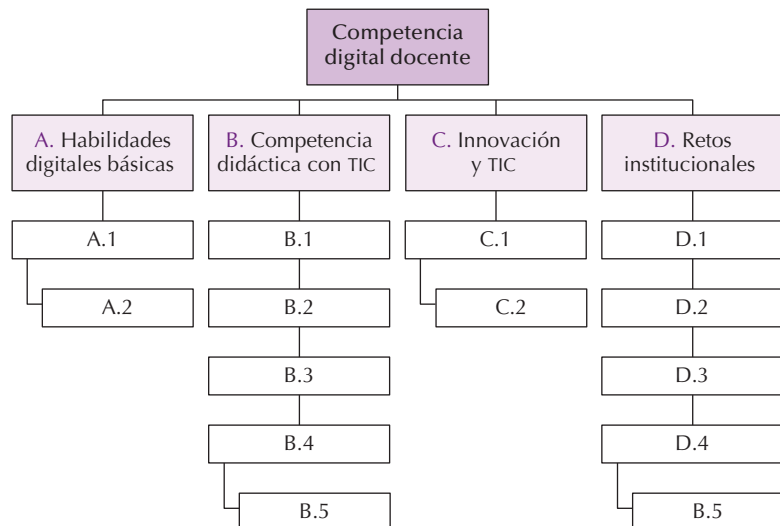 Competencia
digital docente
A. Habilidades
digitales básicas
B. Competencia
didáctica con TIC
C. Innovación
y TIC
D. Retos
institucionales
A.1
B.1
C.1
D.1
A.2
B.2
C.2
D.2
B.3
D.3
B.4
D.4
B.5
B.5